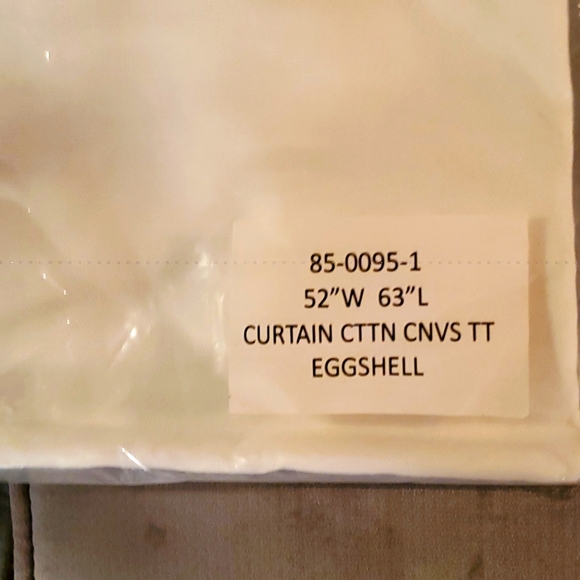 85-0095-1
52”W 63”L
CURTAIN CTTN CNVS TT
EGGSHELL